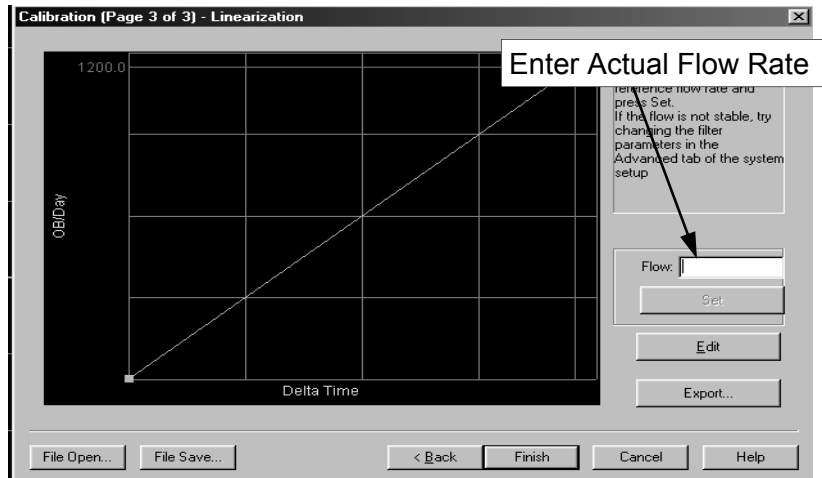 Calibration (Page 3 of 3) - Linearization
Enter Actual Flow Rate
1200.0
reference flow rate and
press Set.
If the flow is not stable, try
changing the filter
parameters in the
Advanced tab of the system
setup
OB/Day
Flow:
Set
Edit
Delta Time
Export...
File Open...
File Save...
< Back
Finish
Cancel
Help